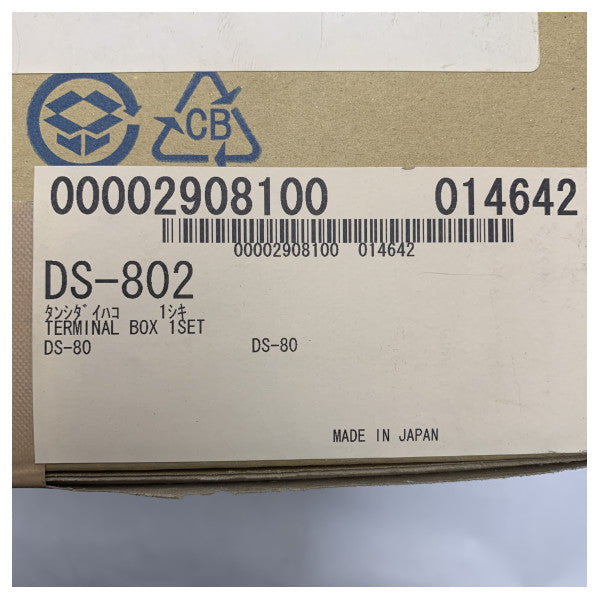 CB
00002908100 014642
00002908100 014642
DS-802
ﾀﾝｼﾀﾞｲﾊｺ 1ｼｷ
TERMINAL BOX 1SET
DS-80 DS-80
MADE IN JAPAN